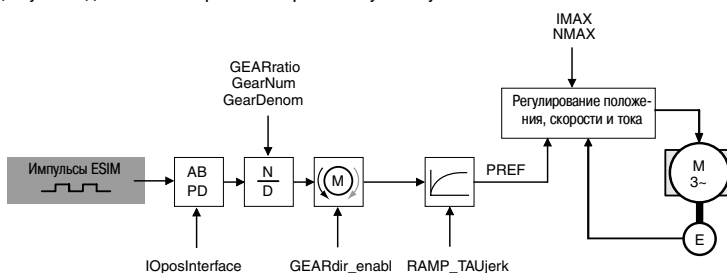 IMAX
NMAX
GEARratio
GearNum
GearDenom
Регулирование положе-
ния, скорости и тока
Импульсы ESIM
AB
PD
N
D
M
PREF
M
3~
E
IOposInterface
GEARdir_enabl
RAMP_TAUjerk